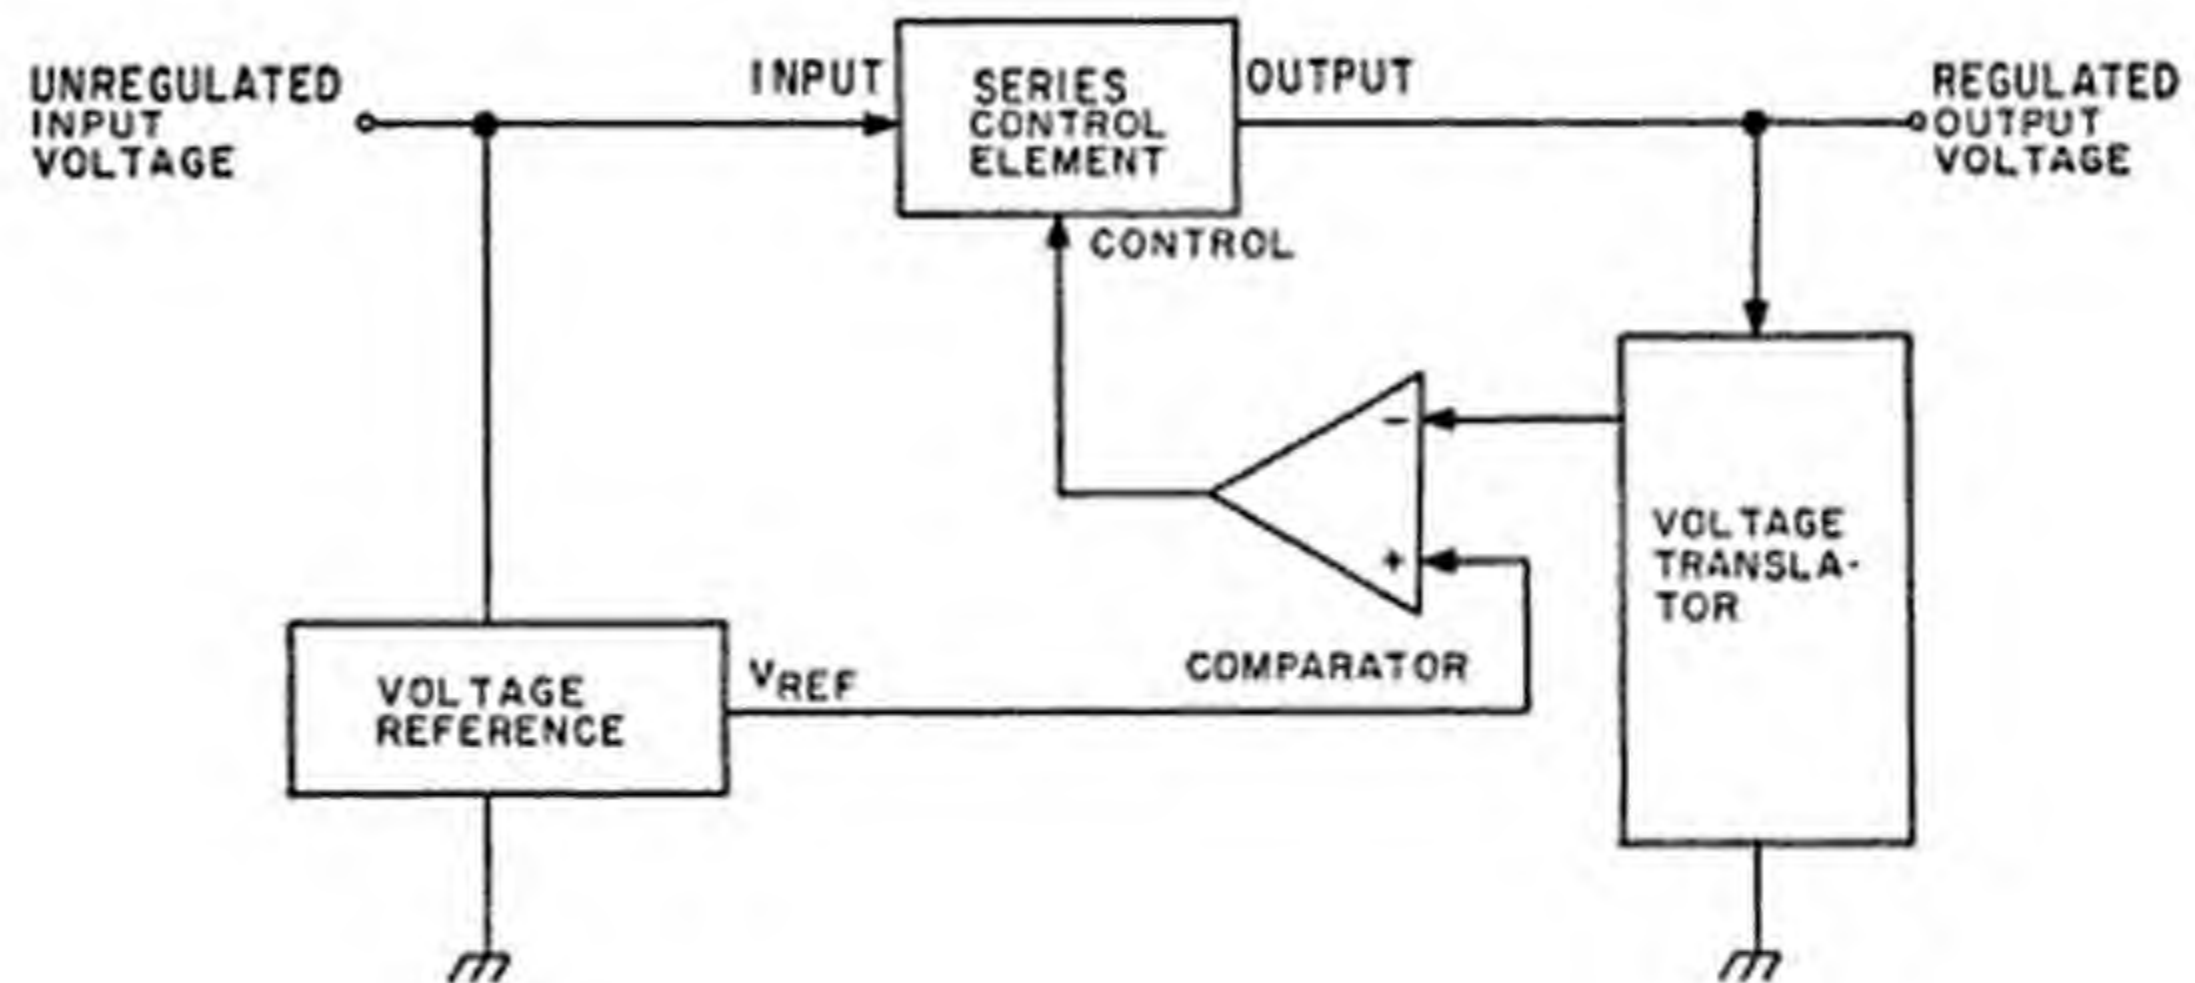 UNREGULATED
INPUT
VOLTAGE
INPUT
SERIES
CONTROL
ELEMENT
OUTPUT
REGULATED
OUTPUT
VOLTAGE
CONTROL
-
+
VOLTAGE
TRANSLA-
TOR
COMPARATOR
VREF
VOLTAGE
REFERENCE